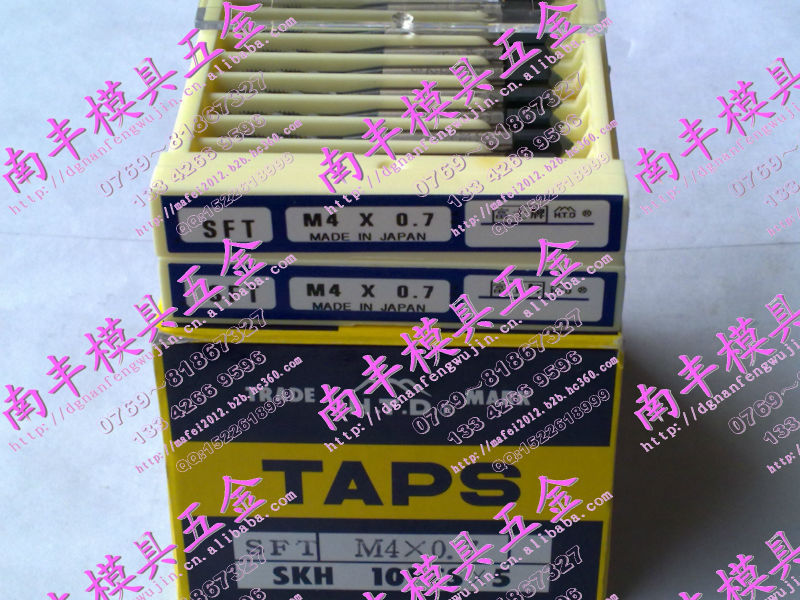 南丰模具五金
http://dgnanfengwujin.cn.alibaba.com
0769~81867327
133 4266 9596
http://mafei2012.b2b.hc360.com
QQ:1522618999
SFT
M4 X 0.7
MADE IN JAPAN
H.T.D ®
SFT
M4 X 0.7
MADE IN JAPAN
TRADE
H.T.D.
MARK
TAPS
SFT
SKH